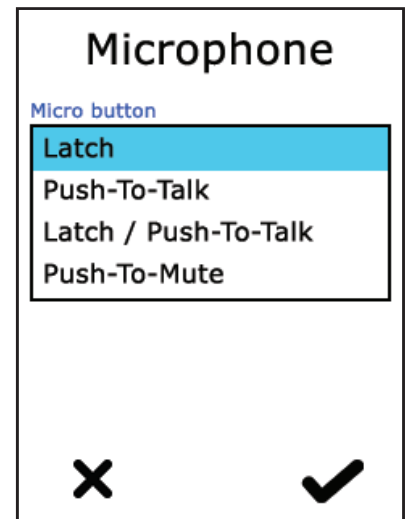 Microphone
Micro button
Latch
Push-To-Talk
Latch / Push-To-Talk
Push-To-Mute